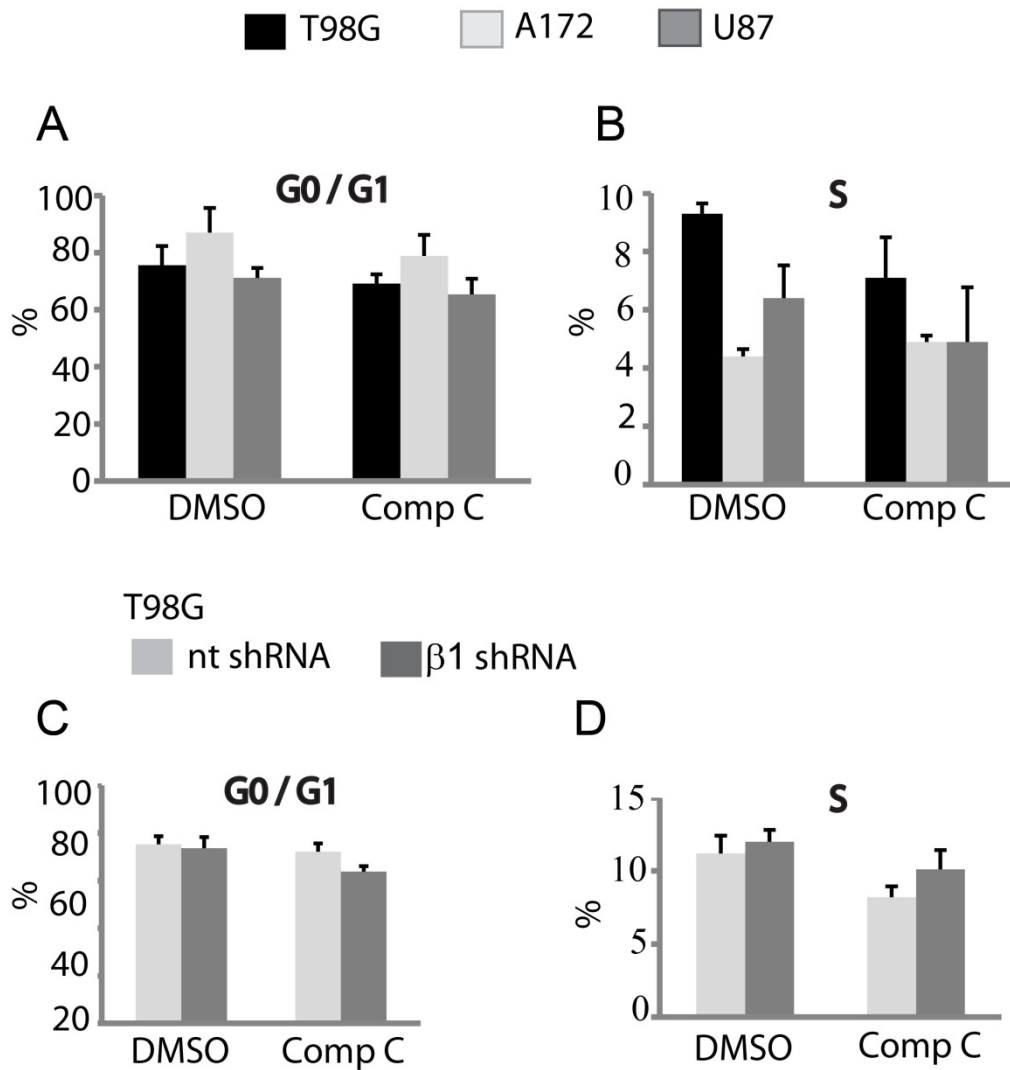 T98G A172 U87
A
G0 / G1
%
100
80
60
40
20
0
DMSO Comp C
B
S
%
10
8
6
4
2
0
DMSO Comp C
T98G
nt shRNA β1 shRNA
C
G0 / G1
%
100
80
60
40
20
DMSO Comp C
D
S
%
15
10
5
0
DMSO Comp C